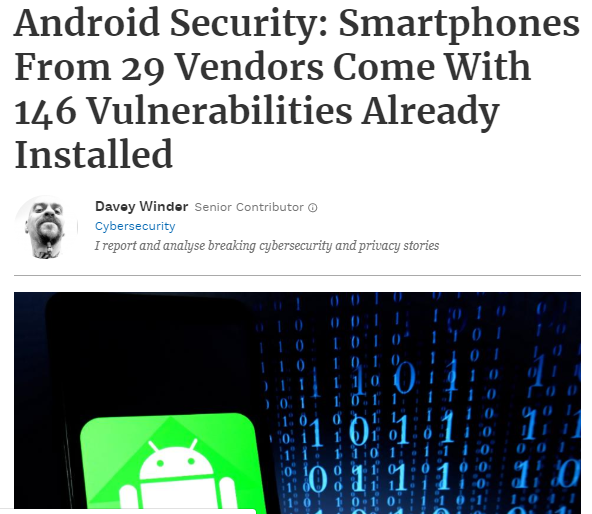 Android Security: Smartphones
From 29 Vendors Come With
146 Vulnerabilities Already
Installed
Davey Winder Senior Contributor
Cybersecurity
I report and analyse breaking cybersecurity and privacy stories